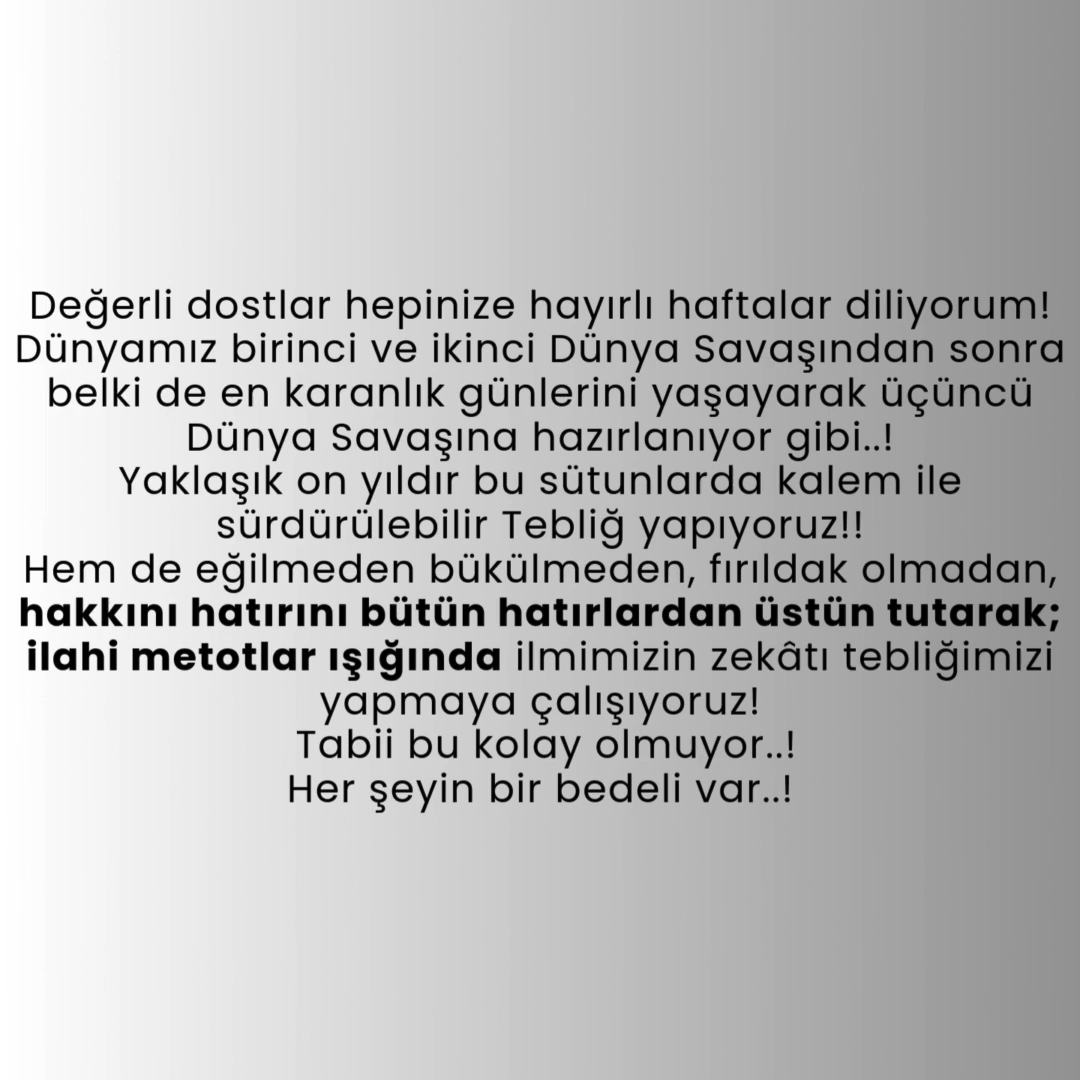 Değerli dostlar hepinize hayırlı haftalar diliyorum!
Dünyamız birinci ve ikinci Dünya Savaşından sonra
belki de en karanlık günlerini yaşayarak üçüncü
Dünya Savaşına hazırlanıyor gibi..!
Yaklaşık on yıldır bu sütunlarda kalem ile
sürdürülebilir Tebliğ yapıyoruz!!
Hem de eğilmeden bükülmeden, fırıldak olmadan,
hakkını hatırını bütün hatırlardan üstün tutarak;
ilahi metotlar ışığında ilmimizin zekâtı tebliğimizi
yapmaya çalışıyoruz!
Tabii bu kolay olmuyor..!
Her şeyin bir bedeli var..!